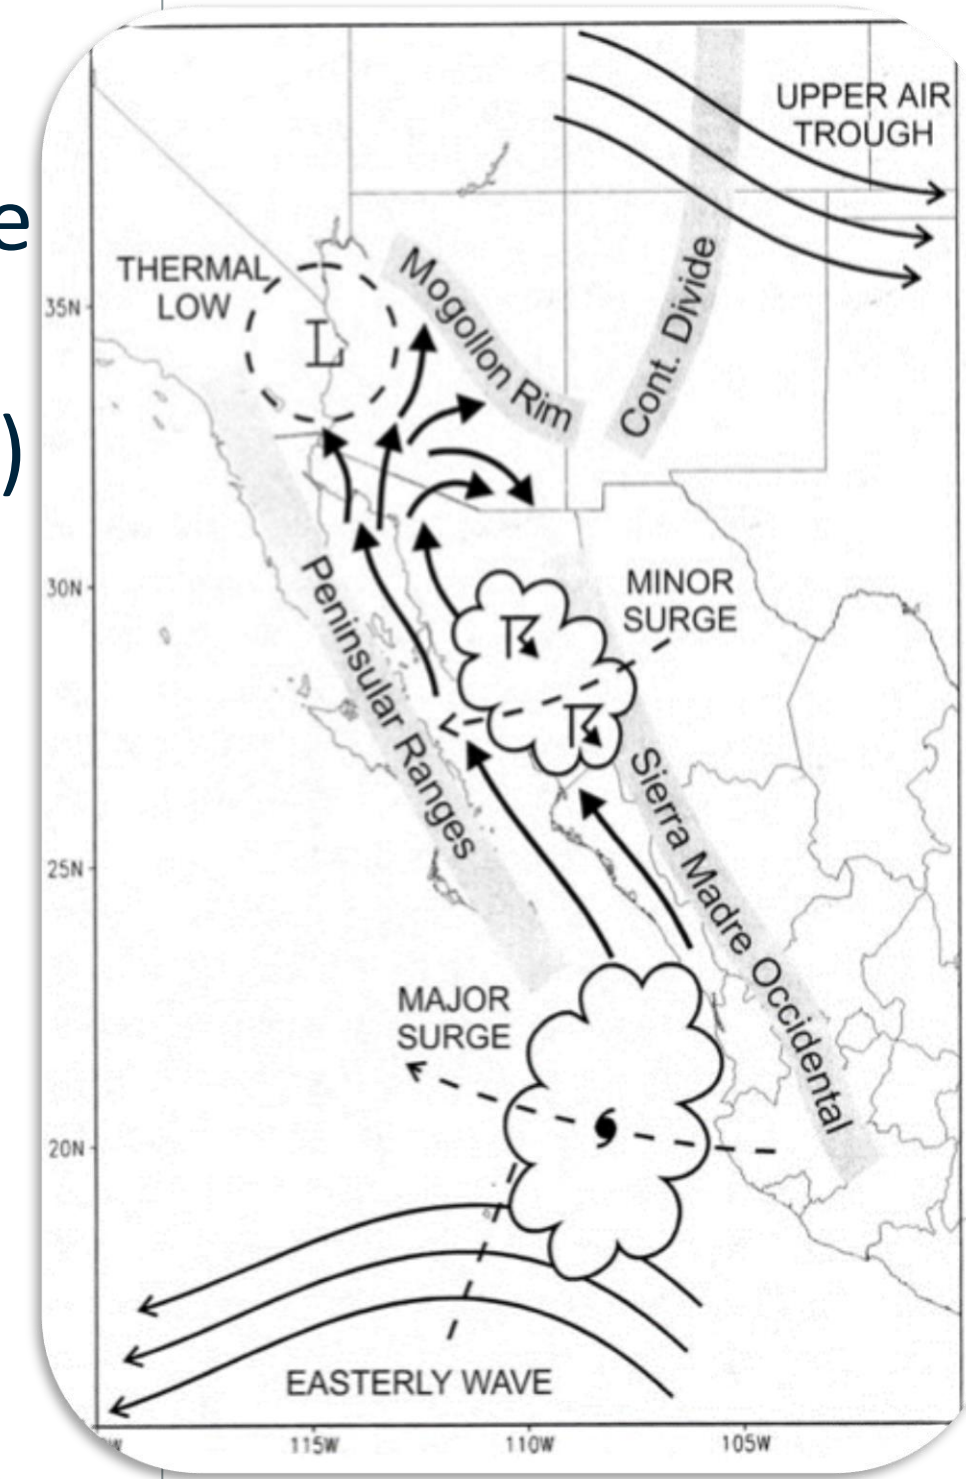 e
)
UPPER AIR
TROUGH
THERMAL
LOW
L
Mogollon Rim
Cont. Divide
35N
MINOR
SURGE
30N
Peninsular Ranges
Sierra Madre Occidental
25N
MAJOR
SURGE
20N
EASTERLY WAVE
W
115W
110W
105W